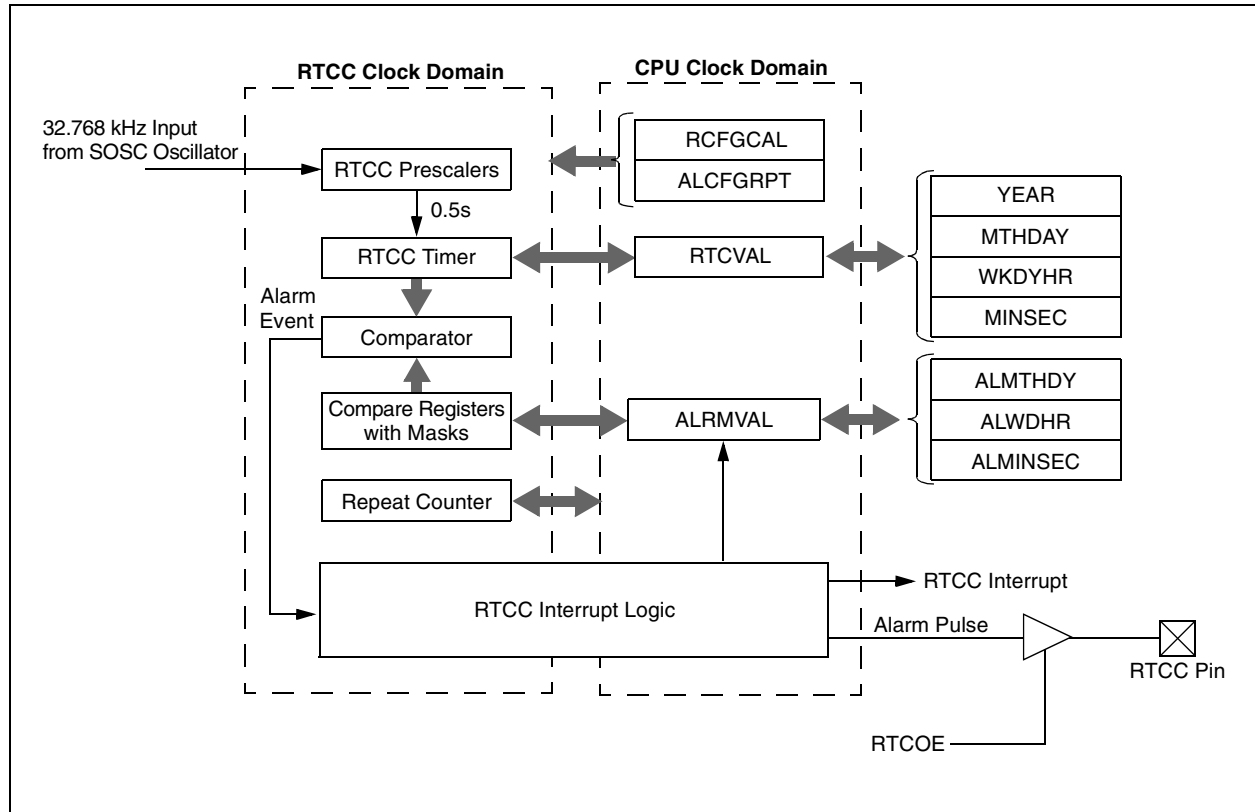 RTCC Clock Domain
CPU Clock Domain
32.768 kHz Input
from SOSC Oscillator
RTCC Prescalers
0.5s
RTCC Timer
Alarm
Event
Comparator
Compare Registers
with Masks
Repeat Counter
RCFGCAL
ALCFGRPT
RTCVAL
YEAR
MTHDAY
WKDYHR
MINSEC
ALRMVAL
ALMTHDY
ALWDHR
ALMINSEC
RTCC Interrupt Logic
RTCC Interrupt
Alarm Pulse
RTCC Pin
RTCOE